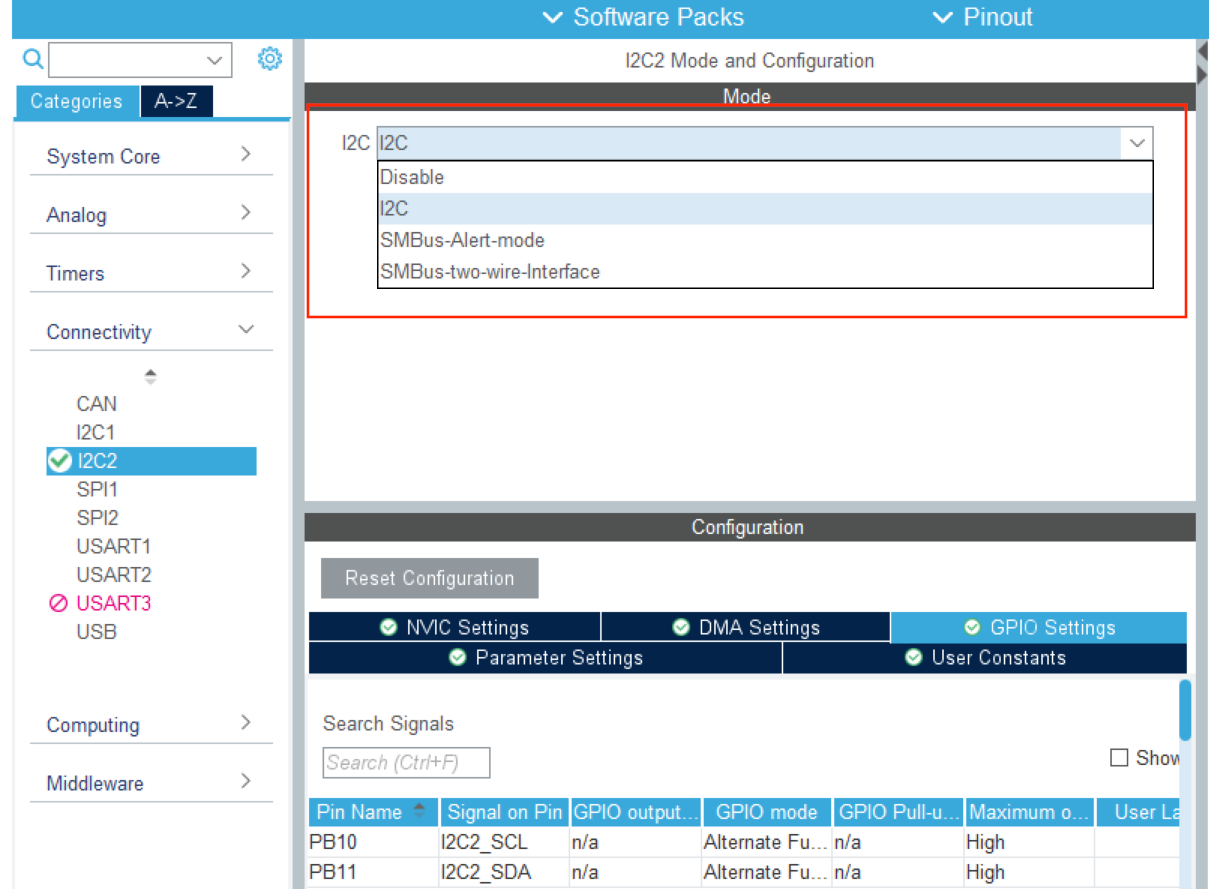 Software Packs Pinout
Categories A->Z
System Core
Analog
Timers
Connectivity
CAN
I2C1
I2C2
SPI1
SPI2
USART1
USART2
USART3
USB
Computing
Middleware
I2C2 Mode and Configuration
Mode
I2C I2C
Disable
I2C
SMBus-Alert-mode
SMBus-two-wire-Interface
Configuration
Reset Configuration
NVIC Settings DMA Settings GPIO Settings
Parameter Settings User Constants
Search Signals
Search (Ctrl+F) Show
Pin Name Signal on Pin GPIO output... GPIO mode GPIO Pull-u... Maximum o... User La
PB10 I2C2_SCL n/a Alternate Fu... n/a High
PB11 I2C2_SDA n/a Alternate Fu... n/a High